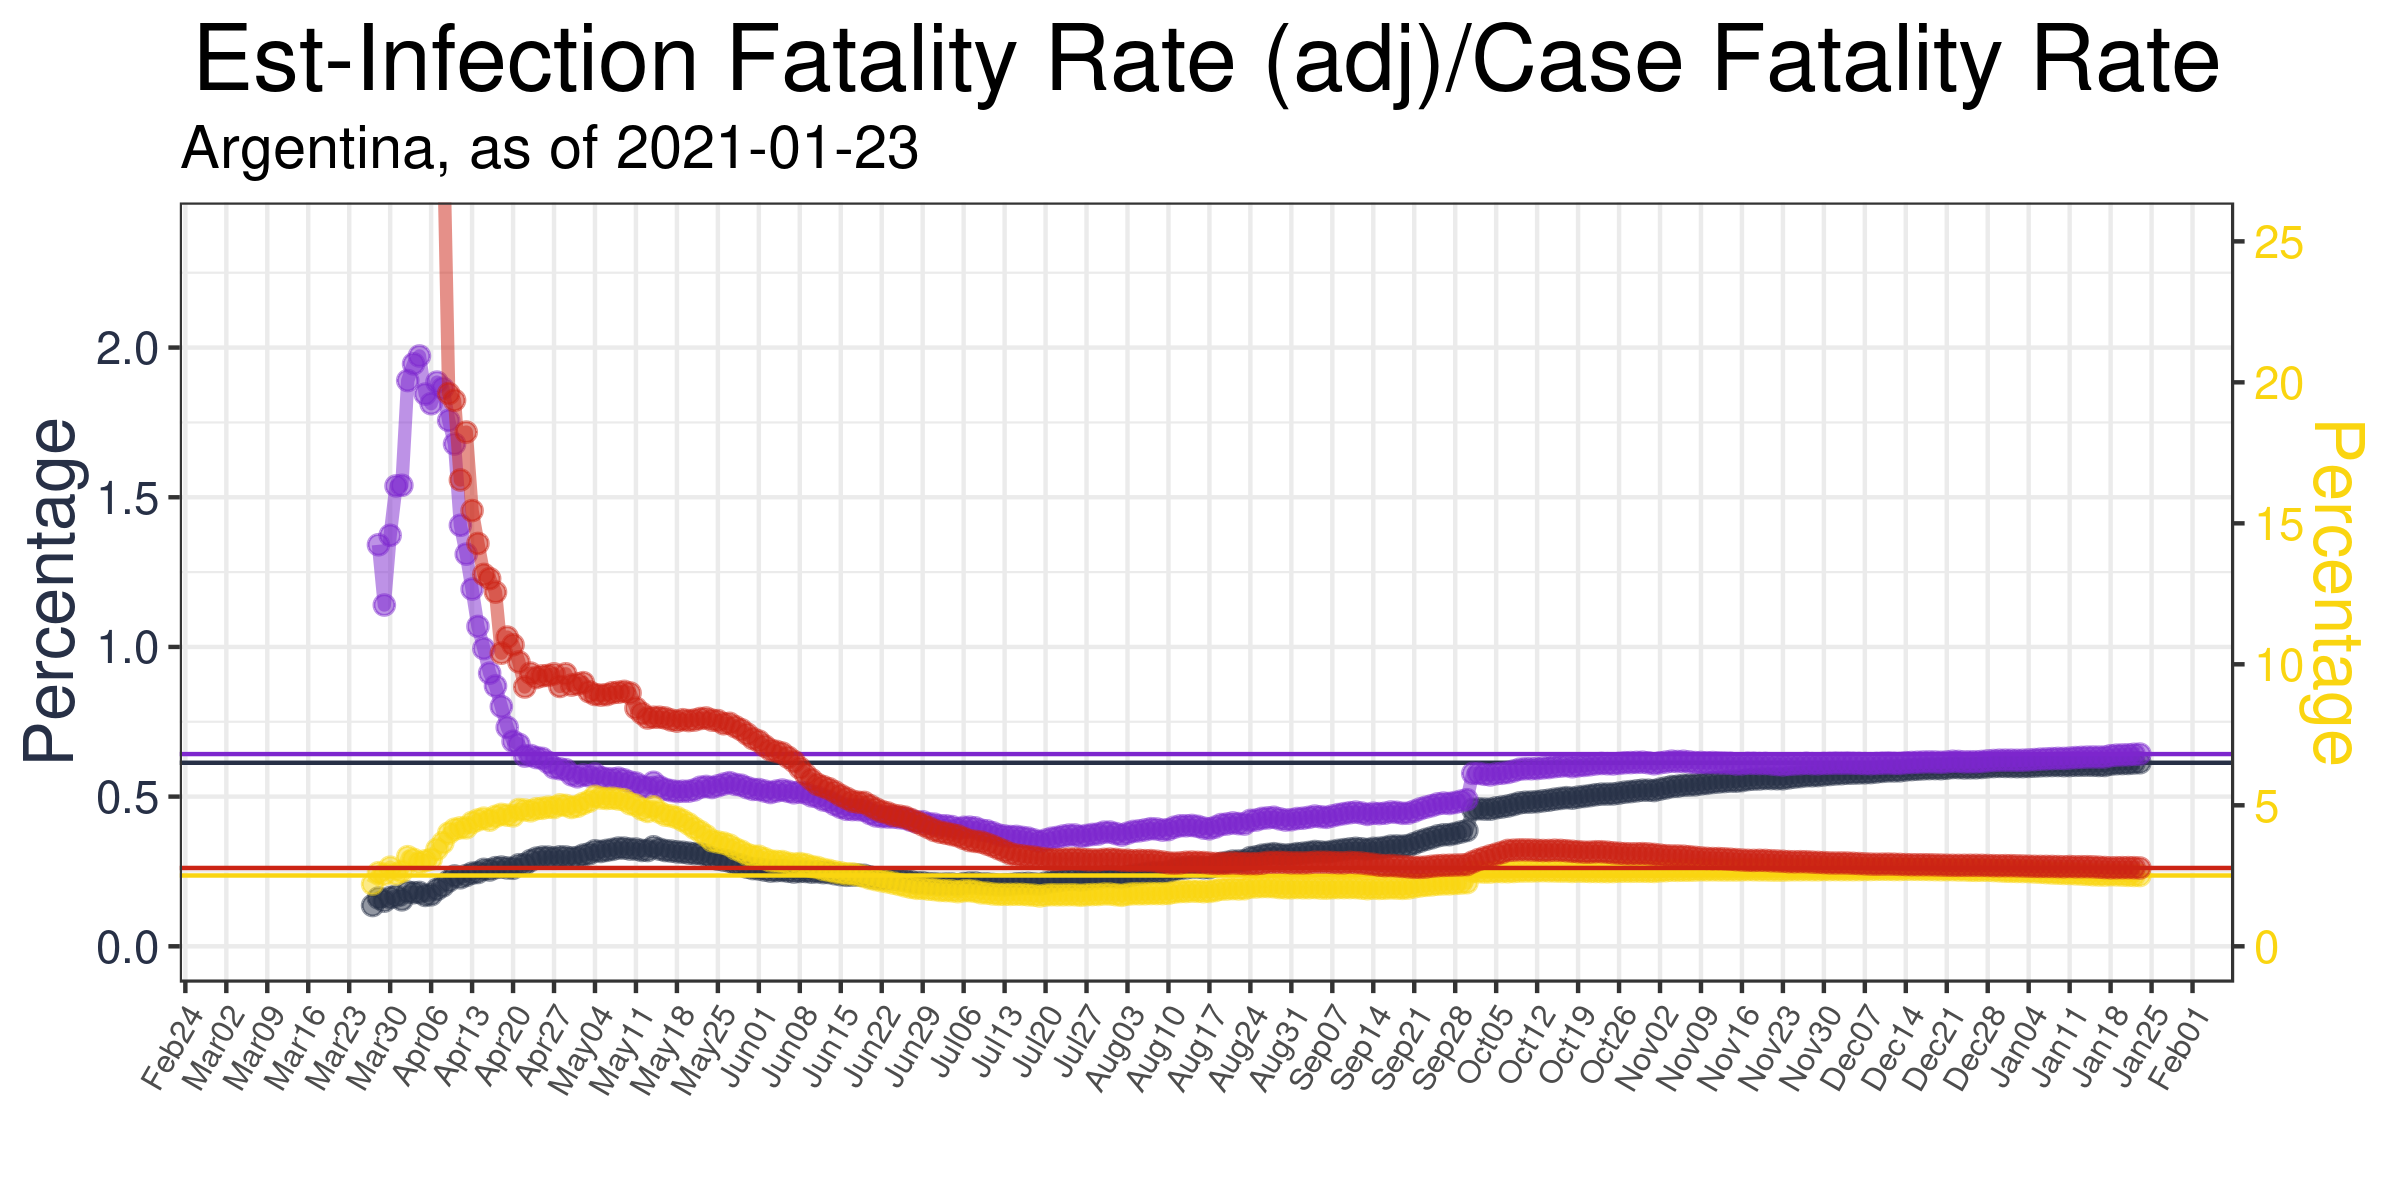 Est-Infection Fatality Rate (adj)/Case Fatality Rate
Argentina, as of 2021-01-23
Percentage
2.0
1.5
1.0
0.5
0.0
25
20
15
10
5
0
Percentage
Feb24
Mar02
Mar09
Mar16
Mar23
Mar30
Apr06
Apr13
Apr20
Apr27
May04
May11
May18
May25
Jun01
Jun08
Jun15
Jun22
Jun29
Jul06
Jul13
Jul20
Jul27
Aug03
Aug10
Aug17
Aug24
Aug31
Sep07
Sep14
Sep21
Sep28
Oct05
Oct12
Oct19
Oct26
Nov02
Nov09
Nov16
Nov23
Nov30
Dec07
Dec14
Dec21
Dec28
Jan04
Jan11
Jan18
Jan25
Feb01